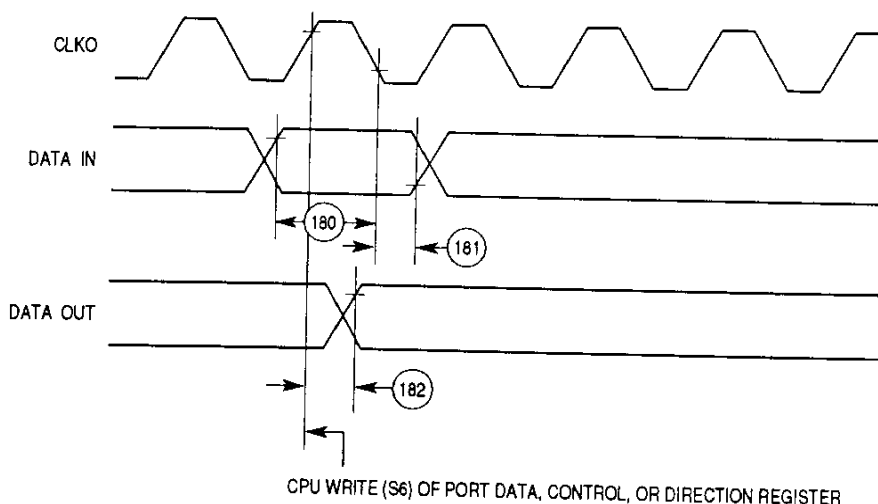 CLKO
DATA IN
180
181
DATA OUT
182
CPU WRITE (S6) OF PORT DATA, CONTROL, OR DIRECTION REGISTER